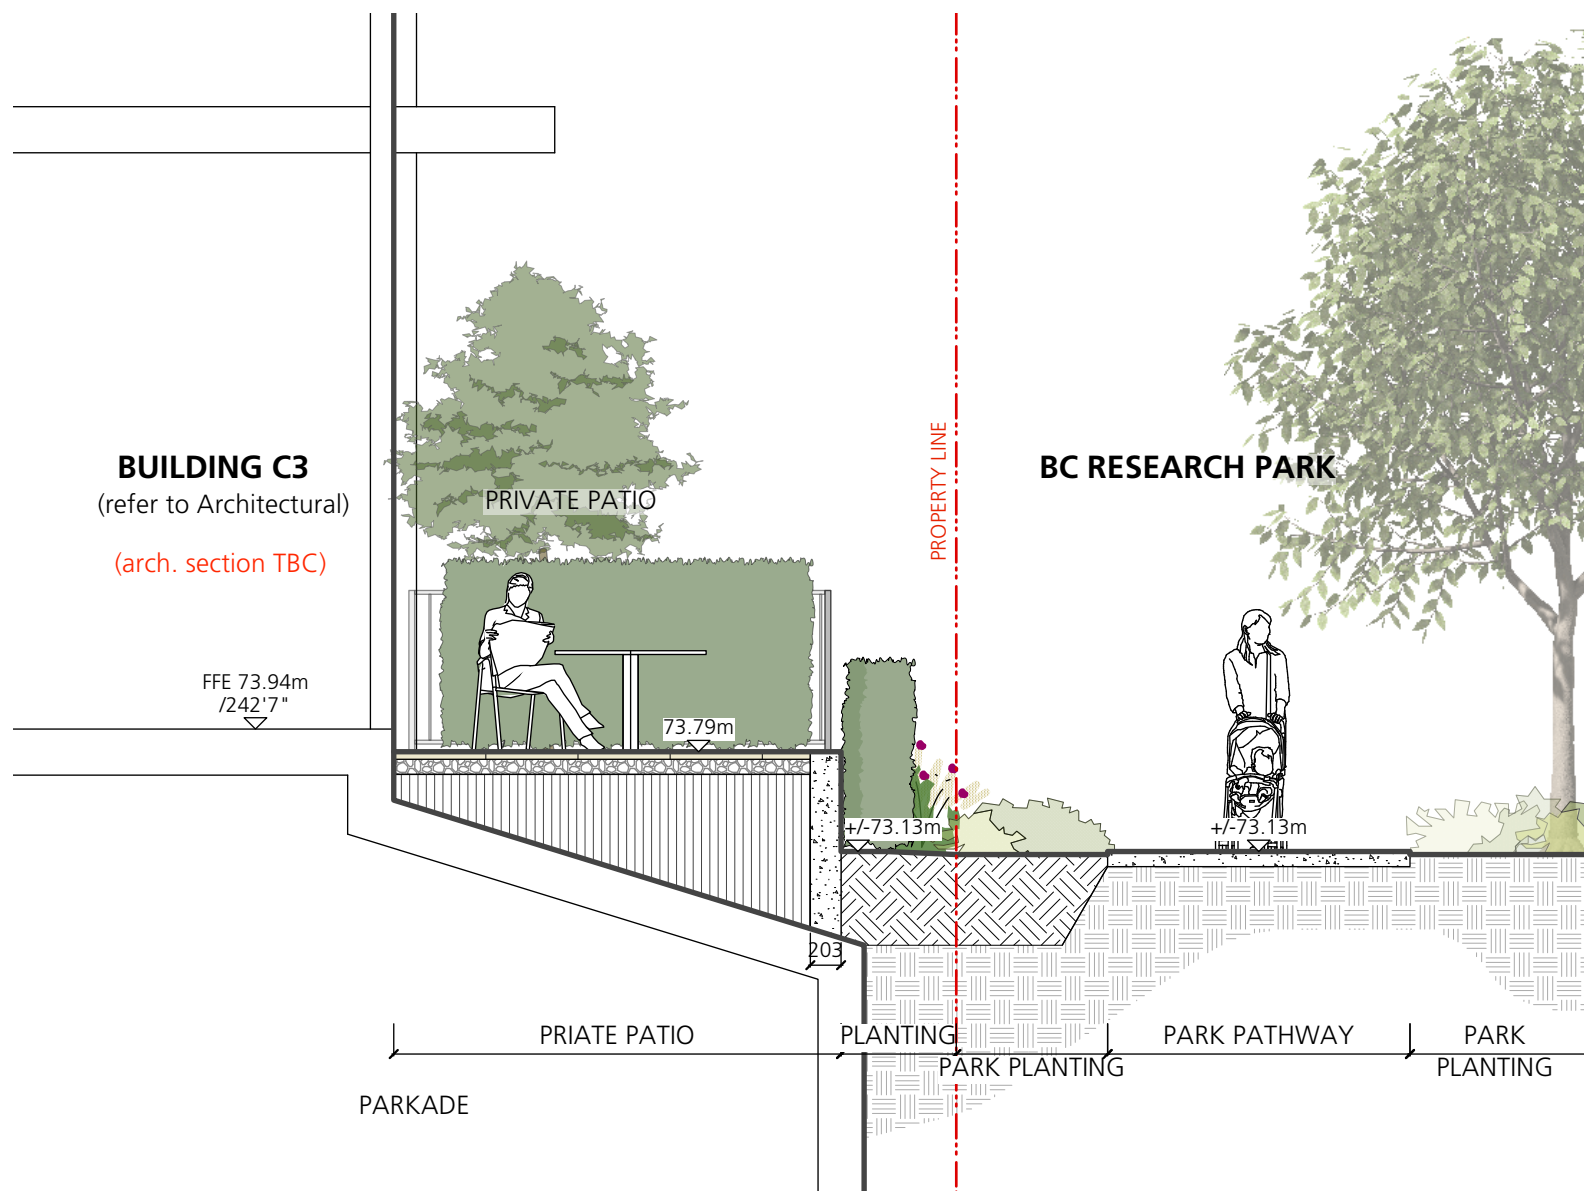 PROPERTY LINE
BUILDING C3
(refer to Architectural)
(arch. section TBC)
PRIVATE PATIO
BC RESEARCH PARK
FFE 73.94m
/242'7"
73.79m
+/-73.13m
+/-73.13m
203
PRIATE PATIO
PLANTING
PARK PLANTING
PARK PATHWAY
PARK
PLANTING
PARKADE